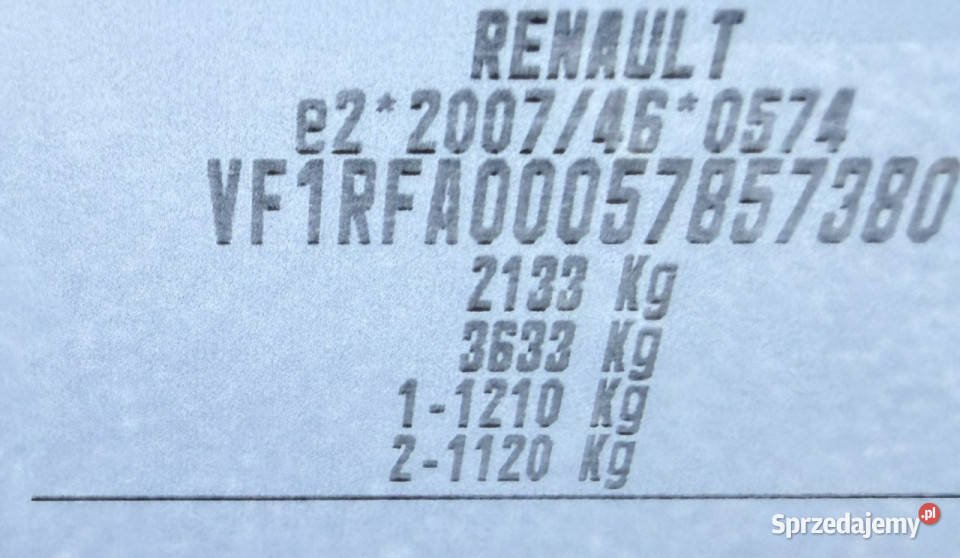 RENAULT
e2*2007/46*0574
VF1RFA00057857380
2133 Kg
3633 Kg
1-1210 Kg
2-1120 Kg
Sprzedajemy.pl